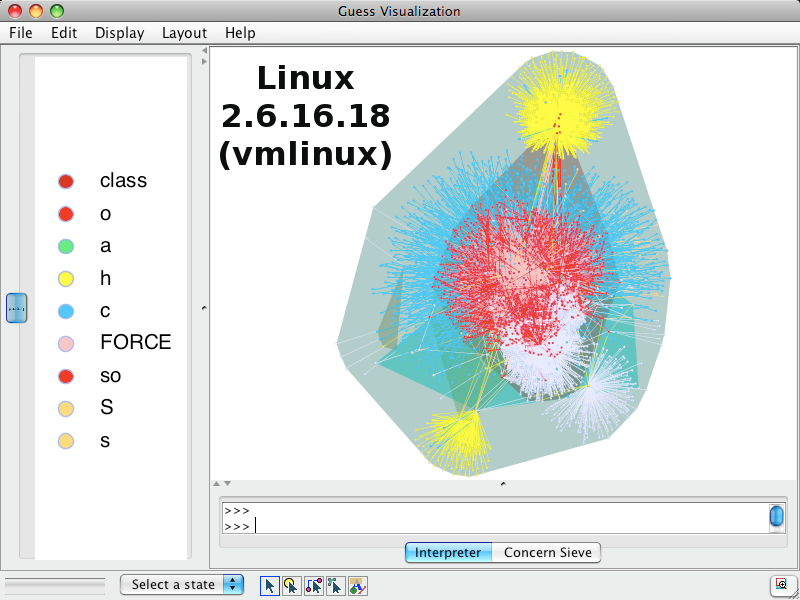 Guess Visualization
File Edit Display Layout Help
Linux
2.6.16.18
(vmlinux)
class
o
a
h
c
FORCE
so
S
s
>>>
>>>
Interpreter Concern Sieve
Select a state